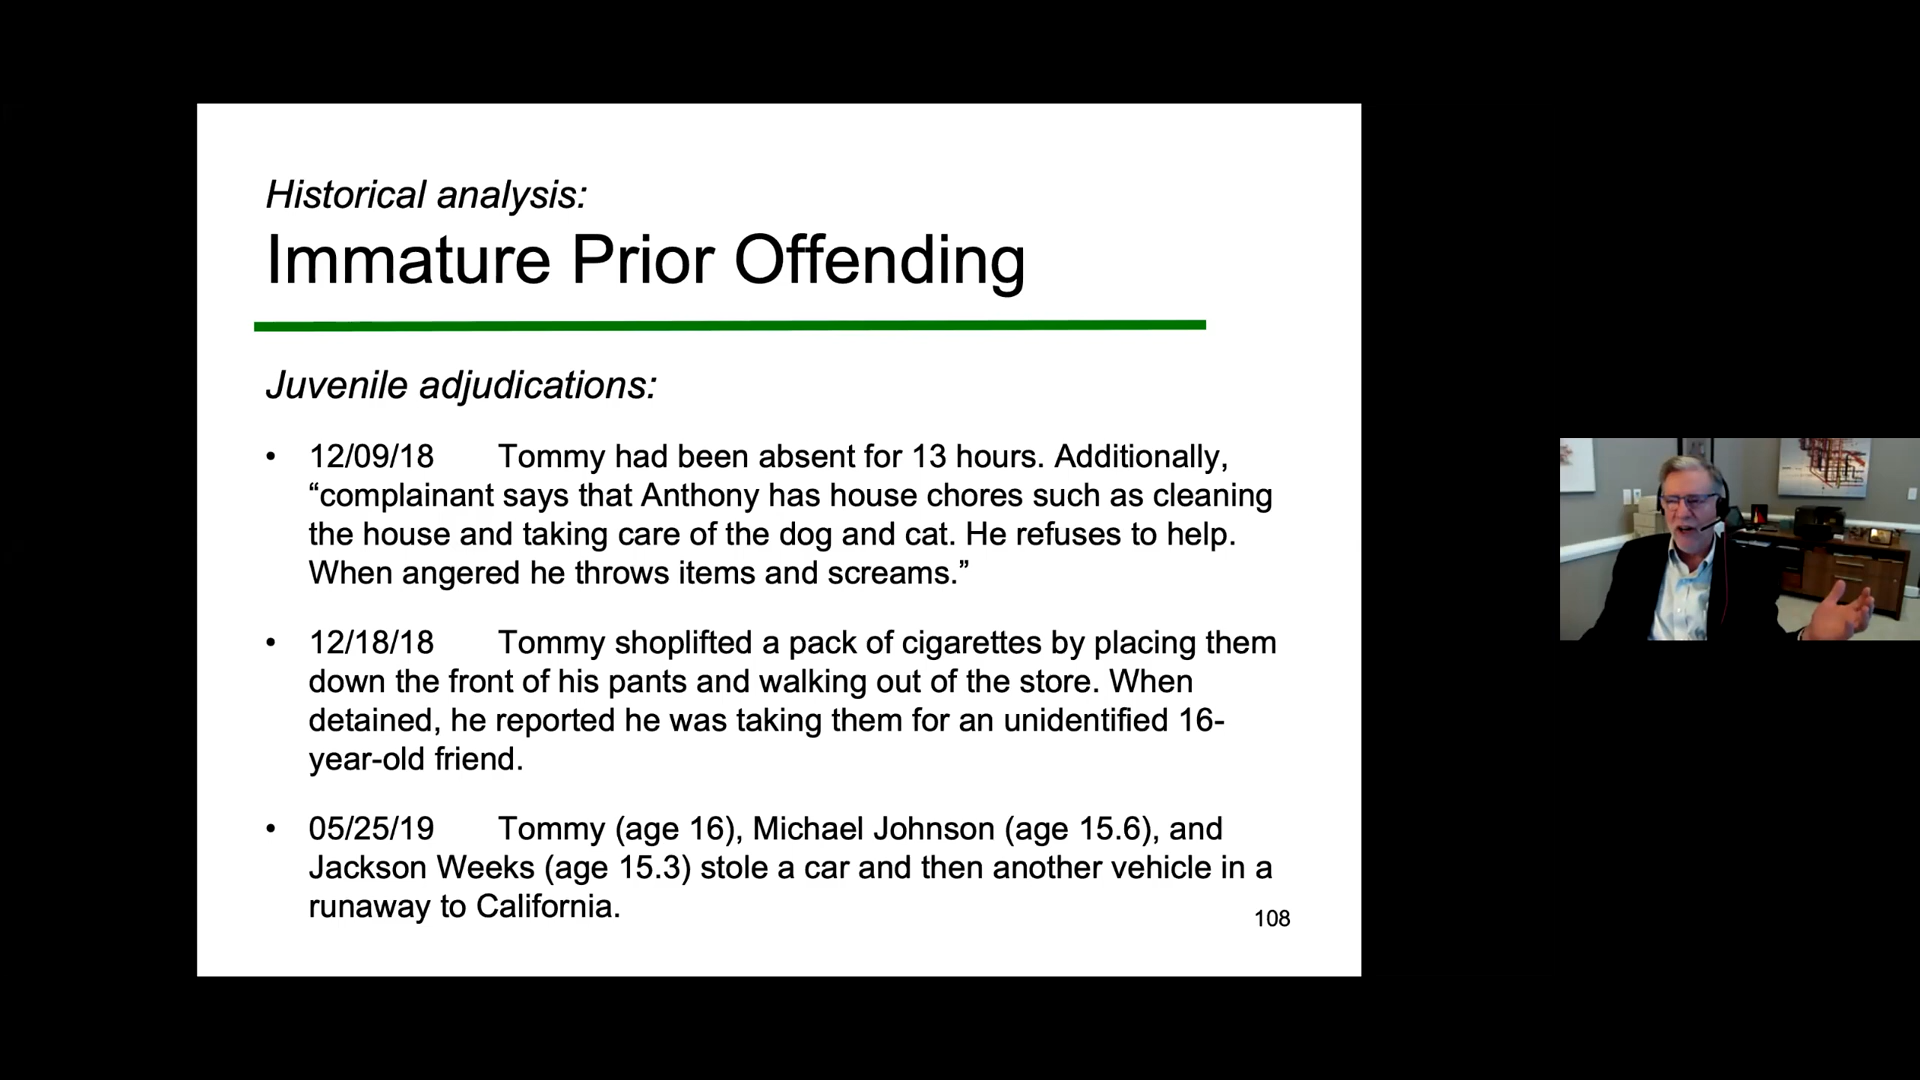 Historical analysis:
Immature Prior Offending
Juvenile adjudications:
• 12/09/18 Tommy had been absent for 13 hours. Additionally,
“complainant says that Anthony has house chores such as cleaning
the house and taking care of the dog and cat. He refuses to help.
When angered he throws items and screams.”
• 12/18/18 Tommy shoplifted a pack of cigarettes by placing them
down the front of his pants and walking out of the store. When
detained, he reported he was taking them for an unidentified 16-
year-old friend.
• 05/25/19 Tommy (age 16), Michael Johnson (age 15.6), and
Jackson Weeks (age 15.3) stole a car and then another vehicle in a
runaway to California.
108